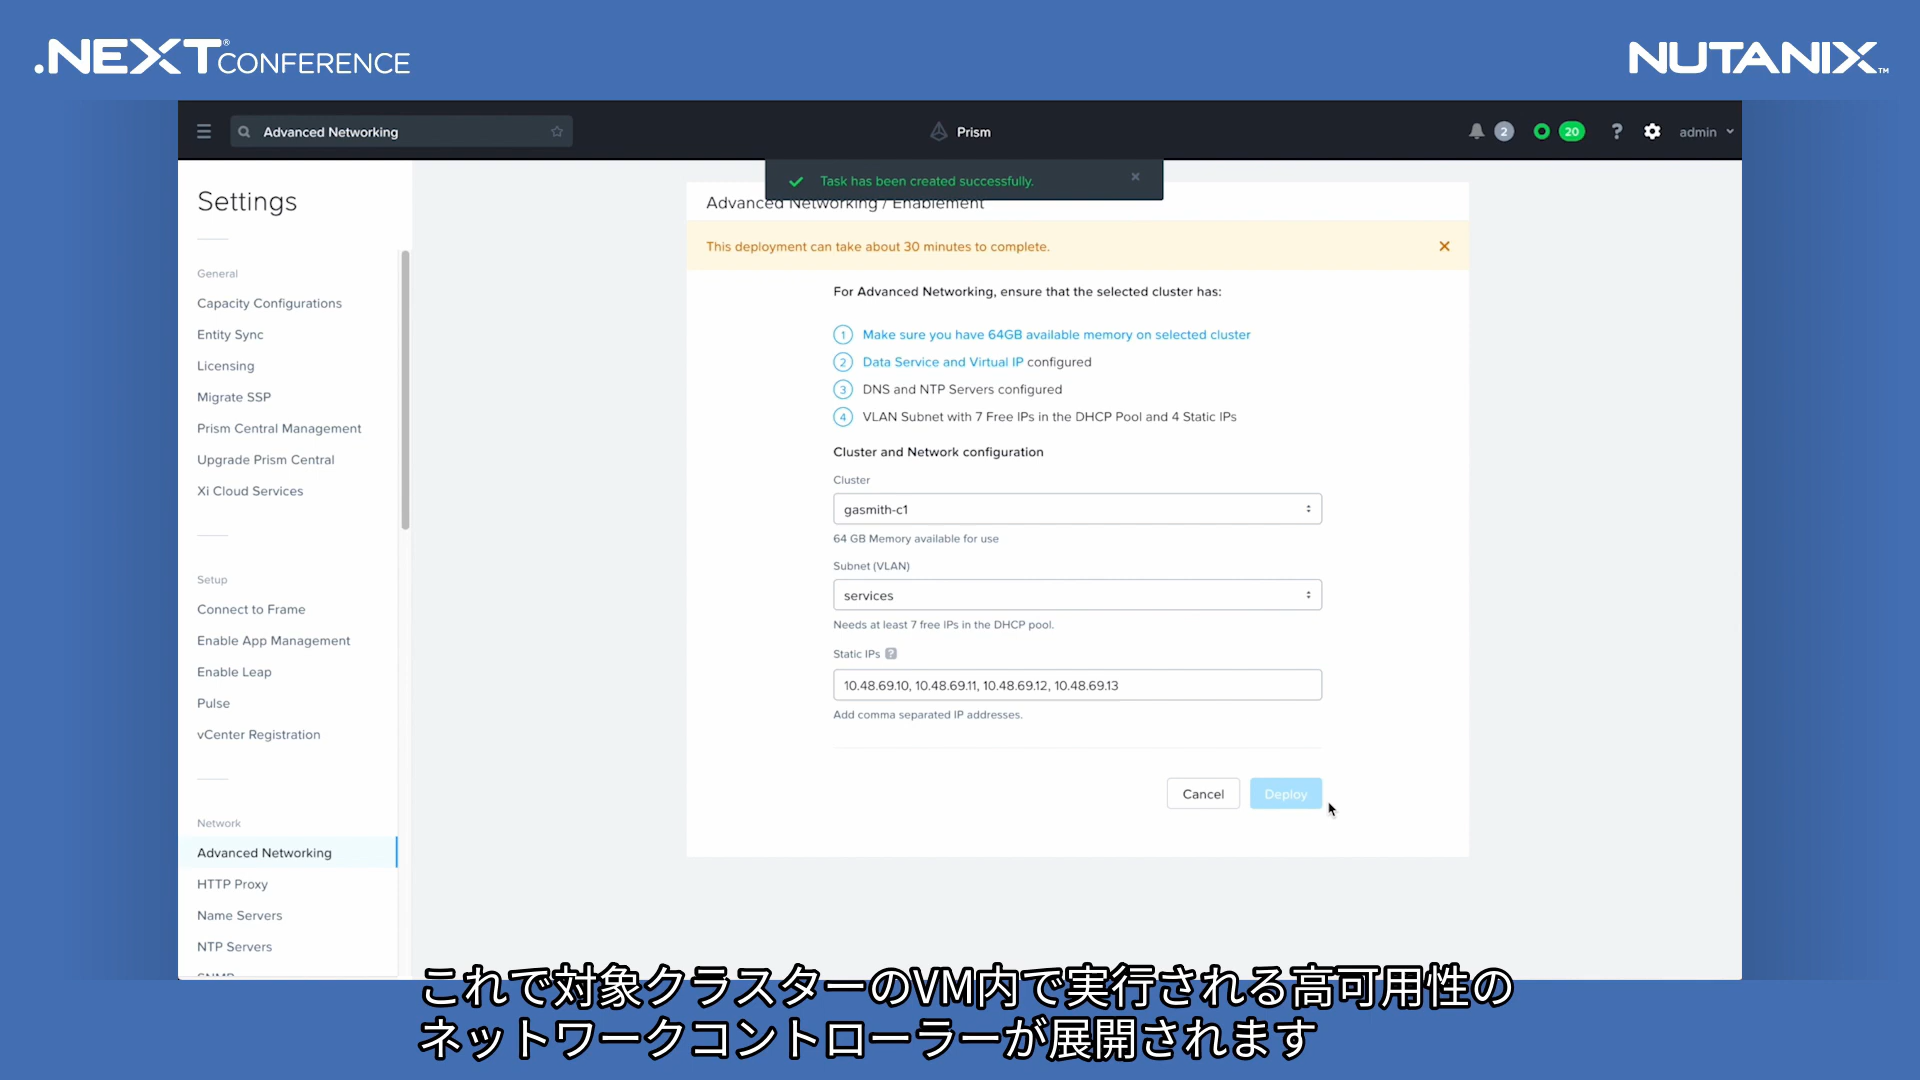 .NEXT® CONFERENCE
NUTANIX™
Advanced Networking
Prism
2
20
?
admin
Task has been created successfully.
Settings
Advanced Networking / Enablement
This deployment can take about 30 minutes to complete.
General
Capacity Configurations
Entity Sync
Licensing
Migrate SSP
Prism Central Management
Upgrade Prism Central
Xi Cloud Services
Setup
Connect to Frame
Enable App Management
Enable Leap
Pulse
vCenter Registration
Network
Advanced Networking
HTTP Proxy
Name Servers
NTP Servers
SNMP
For Advanced Networking, ensure that the selected cluster has:
1 Make sure you have 64GB available memory on selected cluster
2 Data Service and Virtual IP configured
3 DNS and NTP Servers configured
4 VLAN Subnet with 7 Free IPs in the DHCP Pool and 4 Static IPs
Cluster and Network configuration
Cluster
gasmith-c1
64 GB Memory available for use
Subnet (VLAN)
services
Needs at least 7 free IPs in the DHCP pool.
Static IPs ?
10.48.69.10, 10.48.69.11, 10.48.69.12, 10.48.69.13
Add comma separated IP addresses.
Cancel
Deploy
これで対象クラスターのVM内で実行される高可用性の
ネットワークコントローラーが展開されます